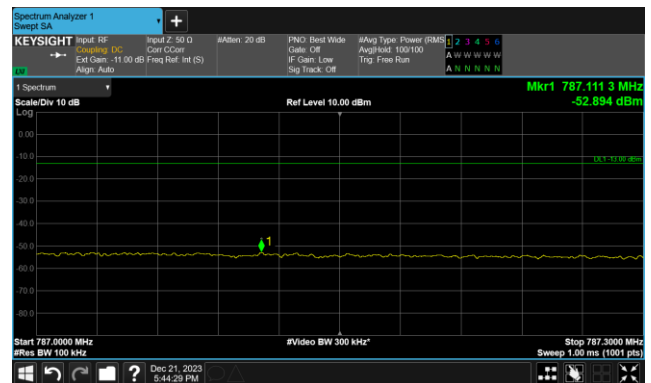 Spectrum Analyzer 1
Swept SA
+
KEYSIGHT
Input: RF
Coupling: DC
Ext Gain: -11.00 dB
Align: Auto
Input Z: 50 Ω
Corr CCorr
Freq Ref: Int (S)
#Atten: 20 dB
PNO: Best Wide
Gate: Off
IF Gain: Low
Sig Track: Off
#Avg Type: Power (RMS
Avg|Hold: 100/100
Trig: Free Run
1 2 3 4 5 6
A W W W W W
A N N N N N
LXI
1 Spectrum
Mkr1 787.111 3 MHz
Scale/Div 10 dB
Ref Level 10.00 dBm
-52.894 dBm
Log
0.00
-10.0
DL1 -13.00 dBm
-20.0
-30.0
-40.0
1
-50.0
-60.0
-70.0
-80.0
Start 787.0000 MHz
#Video BW 300 kHz*
Stop 787.3000 MHz
#Res BW 100 kHz
Sweep 1.00 ms (1001 pts)
?
Dec 21, 2023
5:44:29 PM